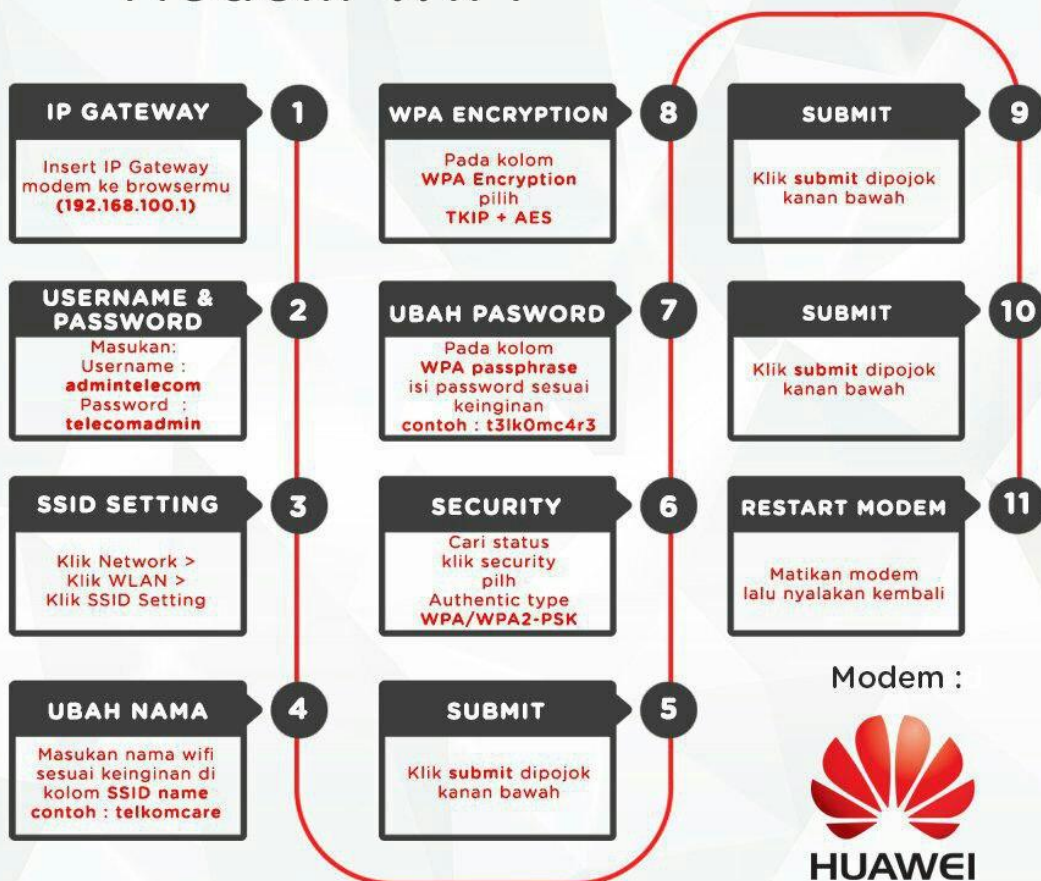 IP GATEWAY
1
Insert IP Gateway
modem ke browsermu
(192.168.100.1)
USERNAME &
PASSWORD
2
Masukan:
Username :
admintelecom
Password :
telecomadmin
SSID SETTING
3
Klik Network >
Klik WLAN >
Klik SSID Setting
UBAH NAMA
4
Masukan nama wifi
sesuai keinginan di
kolom SSID name
contoh : telkomcare
SUBMIT
5
Klik submit dipojok
kanan bawah
SECURITY
6
Cari status
klik security
pilh
Authentic type
WPA/WPA2-PSK
UBAH PASWORD
7
Pada kolom
WPA passphrase
isi password sesuai
keinginan
contoh : t3lk0mc4r3
WPA ENCRYPTION
8
Pada kolom
WPA Encryption
pilih
TKIP + AES
SUBMIT
9
Klik submit dipojok
kanan bawah
SUBMIT
10
Klik submit dipojok
kanan bawah
RESTART MODEM
11
Matikan modem
lalu nyalakan kembali
Modem :
HUAWEI